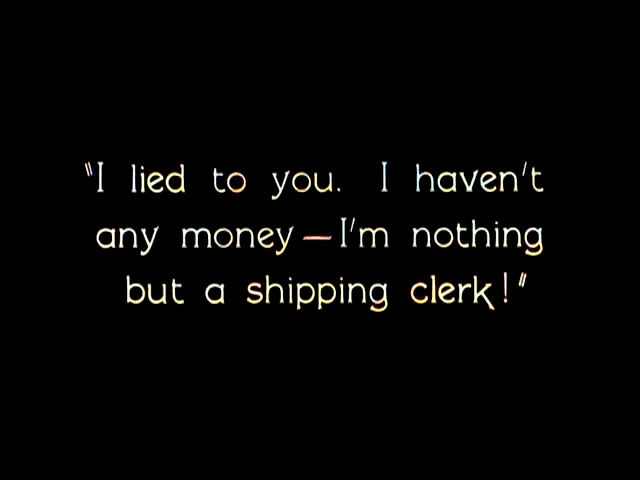 "I lied to you. I haven't
any money—I'm nothing
but a shipping clerk!"